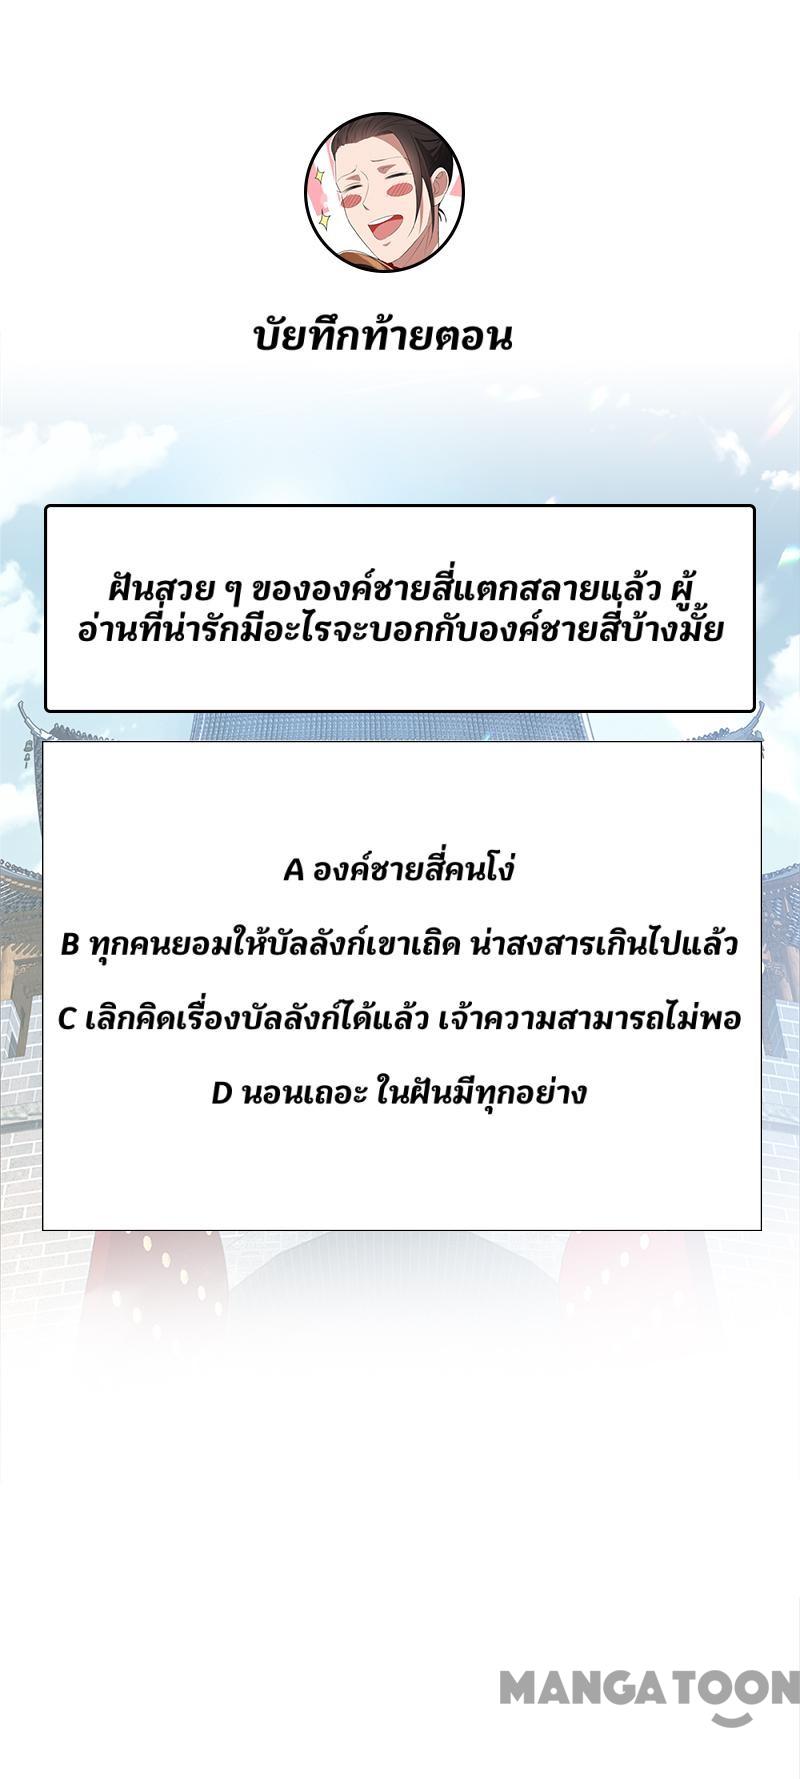 บัยทึกท้ายตอน
ฝันสวย ๆ ขององค์ชายสี่แตกสลายแล้ว ผู้
อ่านที่น่ารักมีอะไรจะบอกกับองค์ชายสี่บ้างมั้ย
A องค์ชายสี่คนโง่
B ทุกคนยอมให้บัลลังก์เขาเถิด น่าสงสารเกินไปแล้ว
C เลิกคิดเรื่องบัลลังก์ได้แล้ว เจ้าความสามารถไม่พอ
D นอนเถอะ ในฝันมีทุกอย่าง
MANGATOON